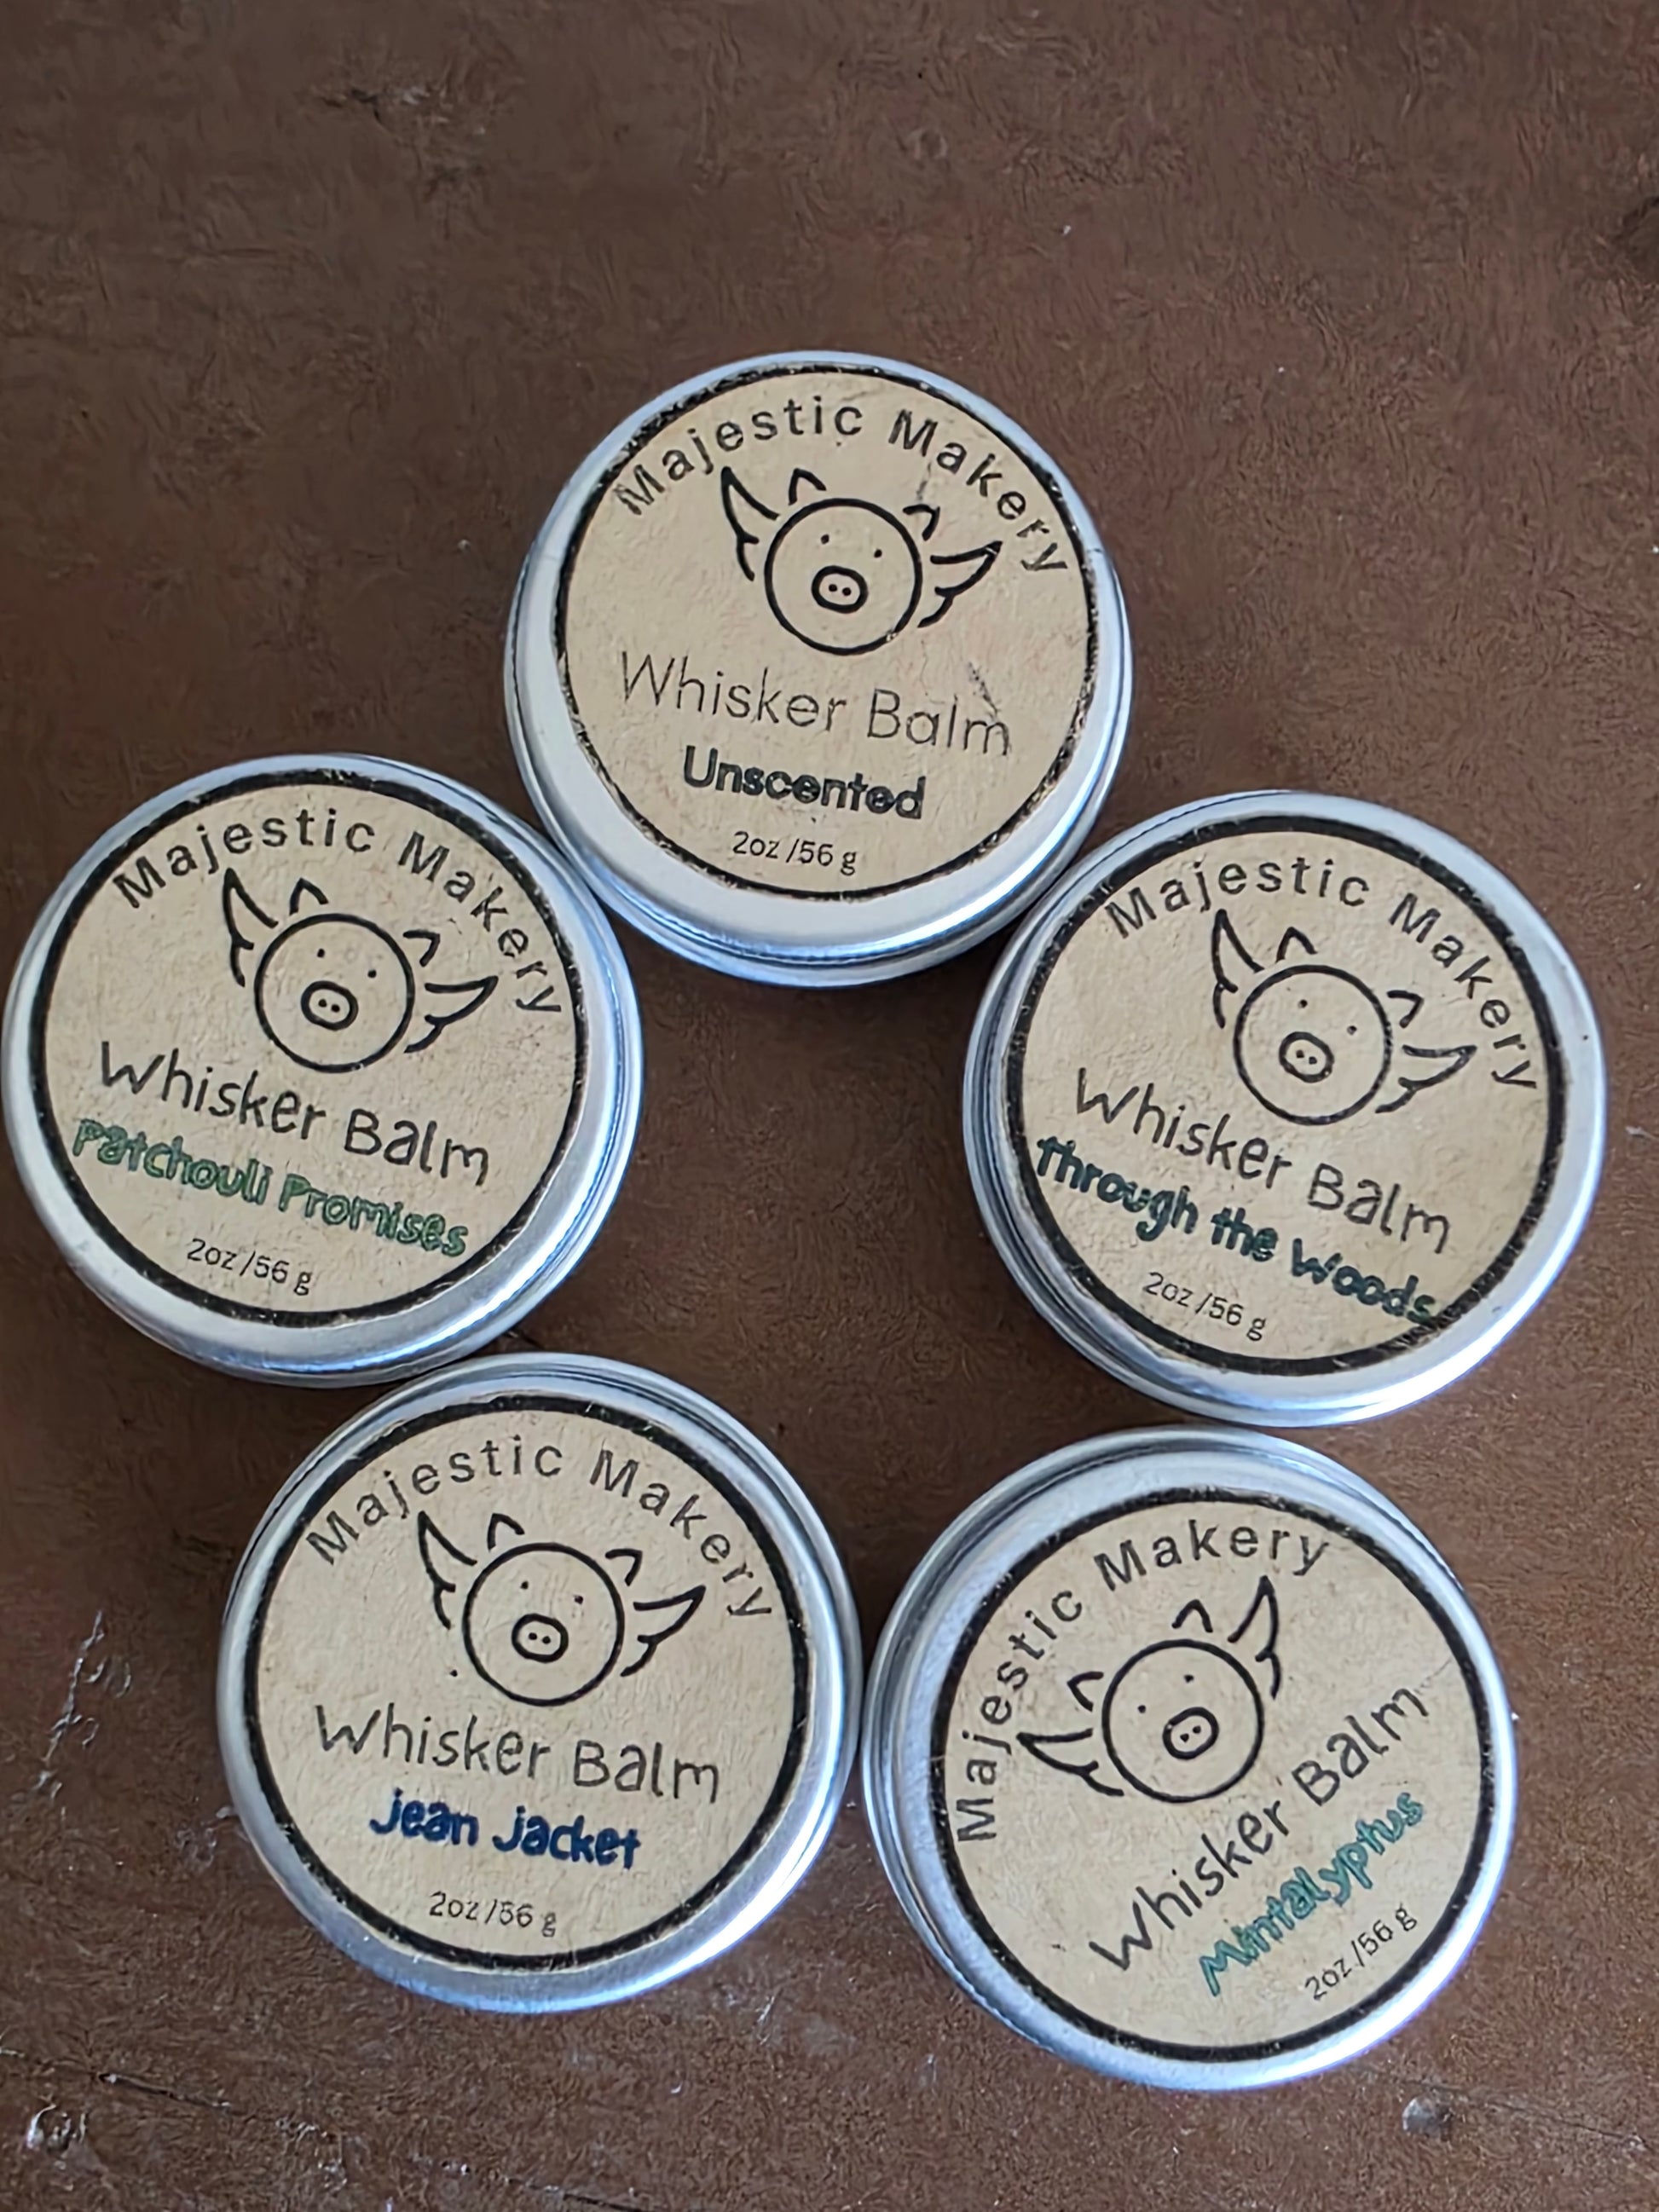 Majestic Makery
Whisker Balm
Unscented
2oz/56 g
Majestic Makery
Whisker Balm
Patchouli Promises
2oz/56 g
Majestic Makery
Whisker Balm
Through the Woods
2oz/56 g
Majestic Makery
Whisker Balm
jean jacket
2oz/56 g
Majestic Makery
Whisker Balm
Mintalyptus
2oz/56 g